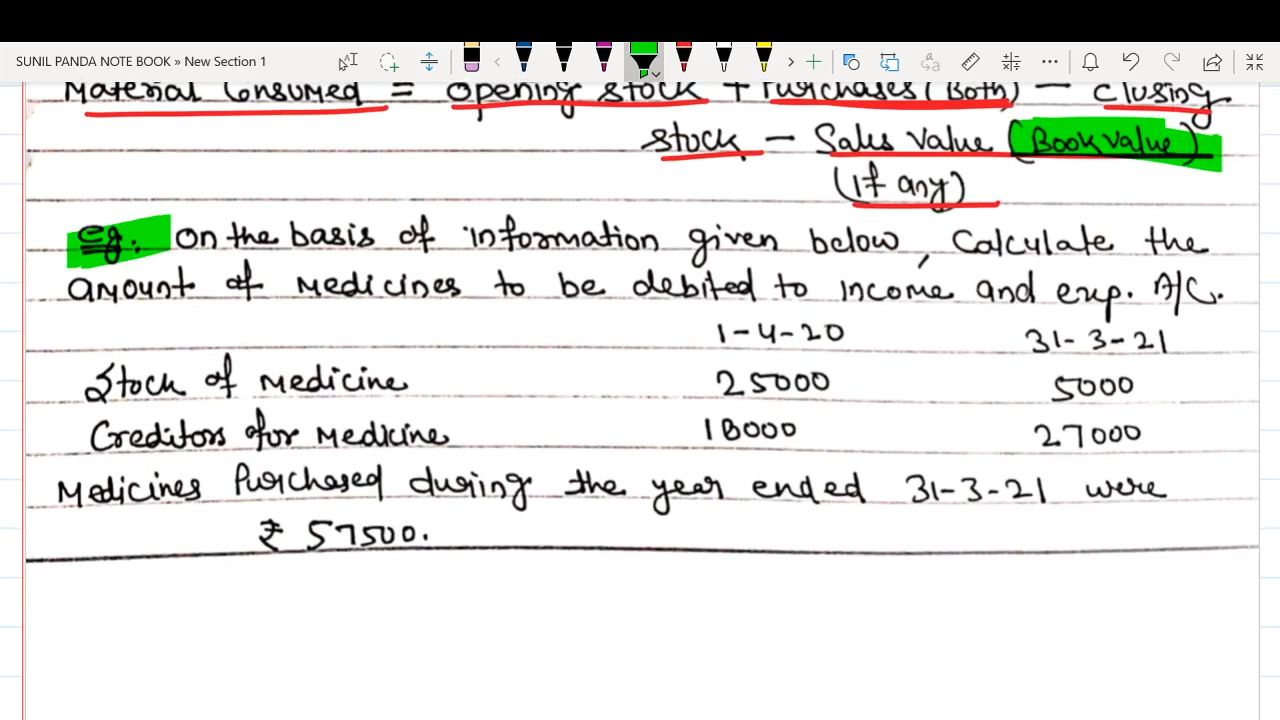 SUNIL PANDA NOTE BOOK » New Section 1
Material Consumed = Opening Stock + Purchases (Both) - Closing
Stock - Sales Value (Book value)
(If any)
eg. On the basis of information given below, Calculate the
amount of medicines to be debited to income and exp. A/C.
1-4-20 31-3-21
Stock of medicine 25000 5000
Creditors for medicine 18000 27000
Medicines Purchased during the year ended 31-3-21 were
₹ 57500.